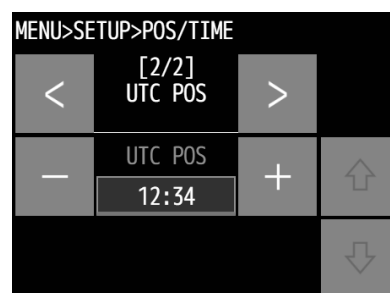 MENU>SETUP>POS/TIME
[2/2]
< UTC POS >
UTC POS
− 12:34 +